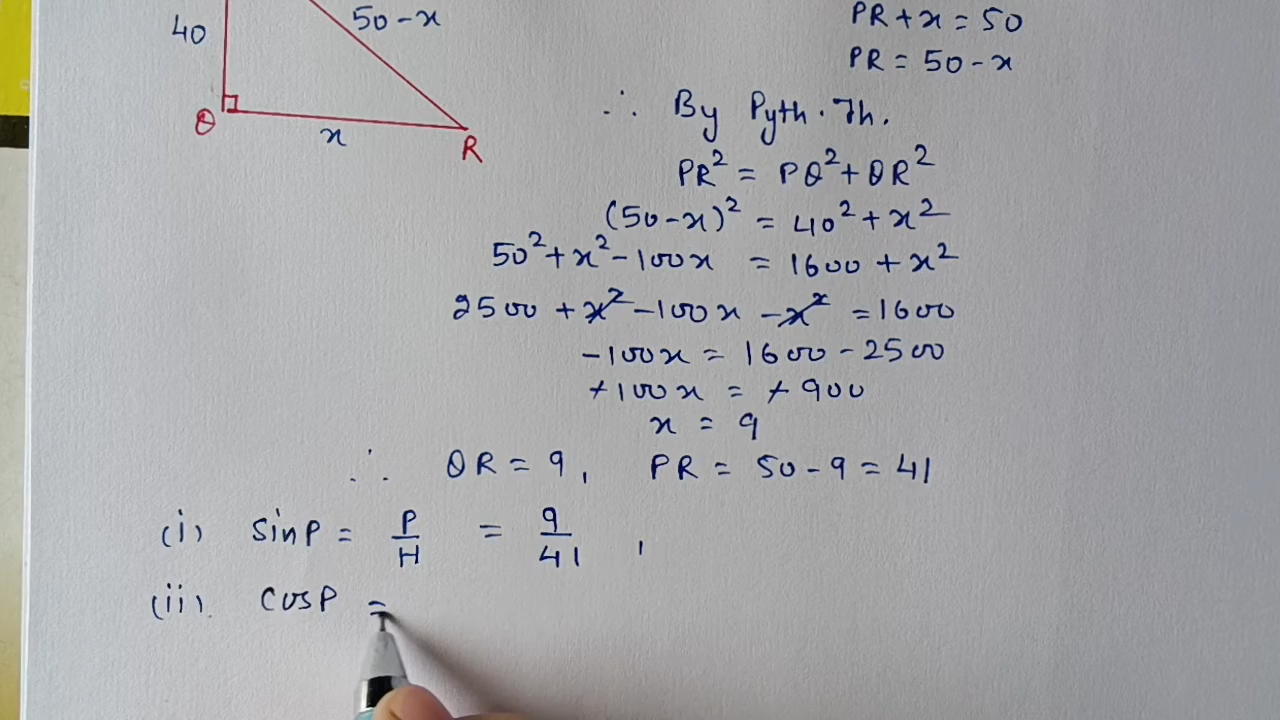 40
50-x
Q
x
R
PR+x=50
PR=50-x
∴ By Pyth. Th.
PR²=PQ²+QR²
(50-x)²=40²+x²
50²+x²-100x=1600+x²
2500+x²-100x-x²=1600
-100x=1600-2500
+100x=+900
x=9
∴ QR=9, PR=50-9=41
(i) SinP= P/H = 9/41 ,
(ii). CosP=